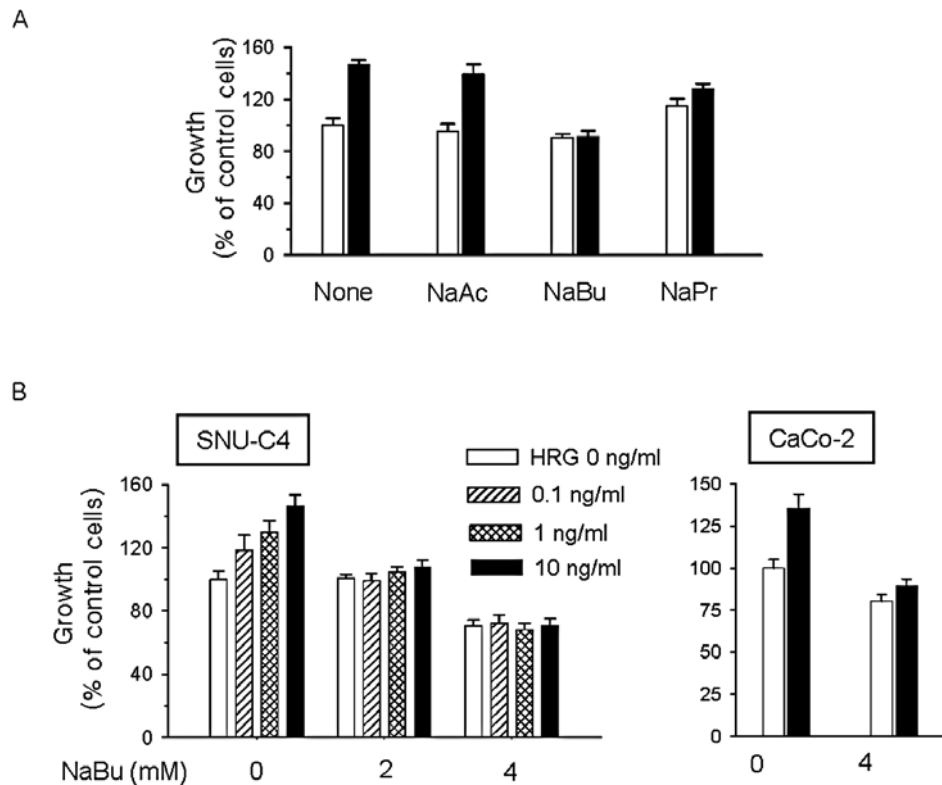 A
Growth
(% of control cells)
160
120
80
40
0
None NaAc NaBu NaPr
B
SNU-C4
Growth
(% of control cells)
160
120
80
40
0
NaBu (mM) 0 2 4
HRG 0 ng/ml
0.1 ng/ml
1 ng/ml
10 ng/ml
CaCo-2
150
125
100
75
50
25
0
0 4